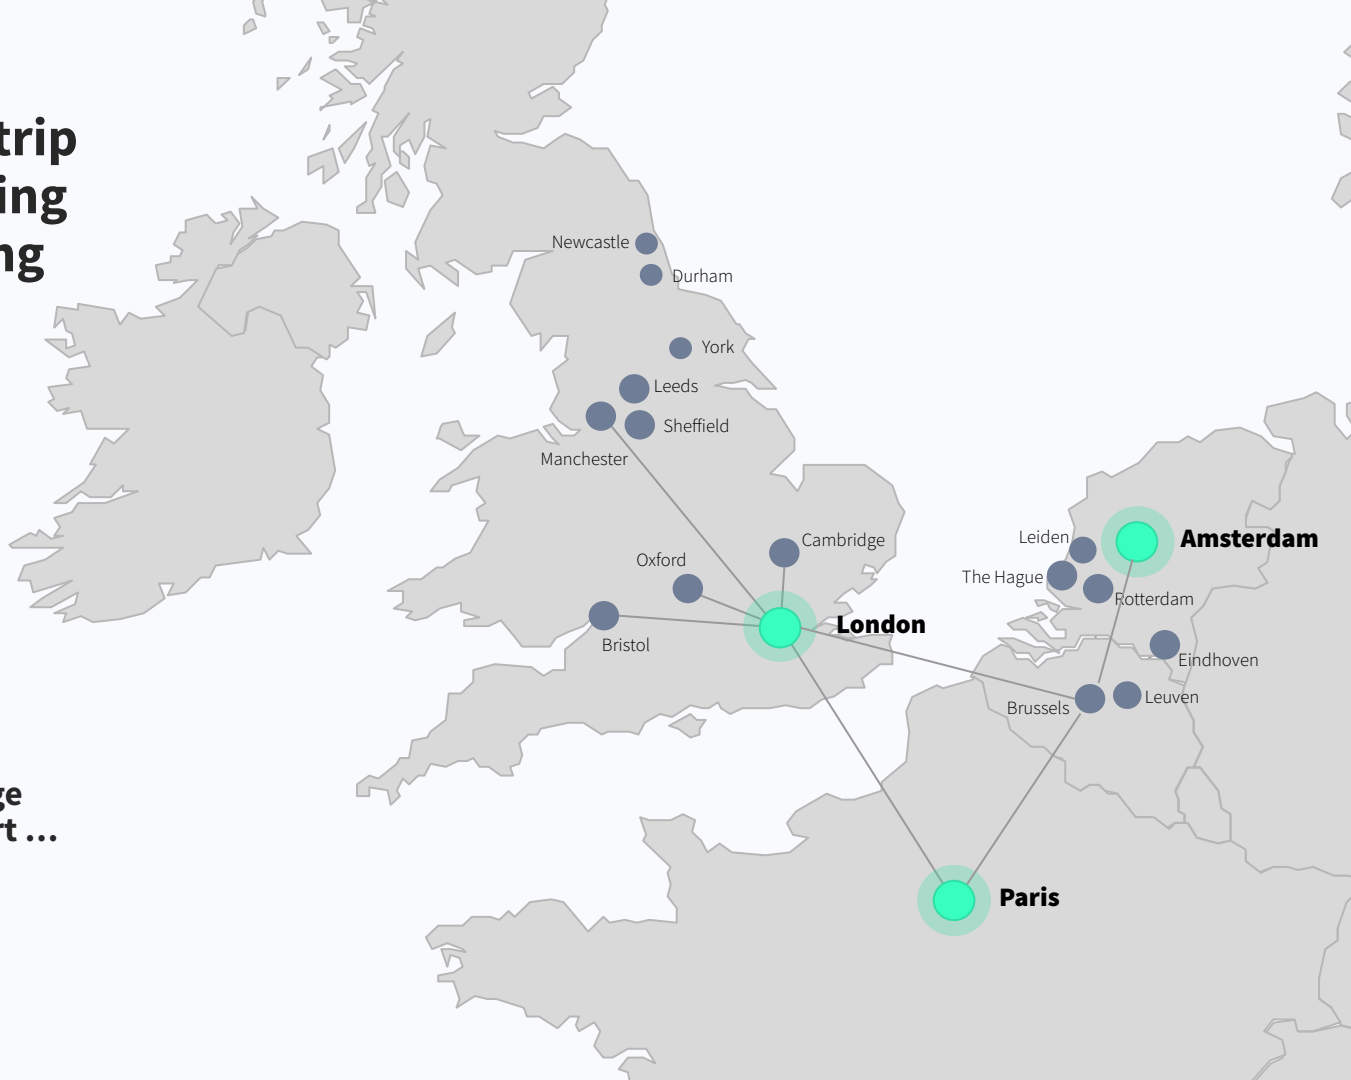 trip
ing
ng
Newcastle
Durham
York
Leeds
Sheffield
Manchester
Cambridge
Oxford
Bristol
London
Leiden
Amsterdam
The Hague
Rotterdam
Eindhoven
Brussels
Leuven
ge
rt ...
Paris